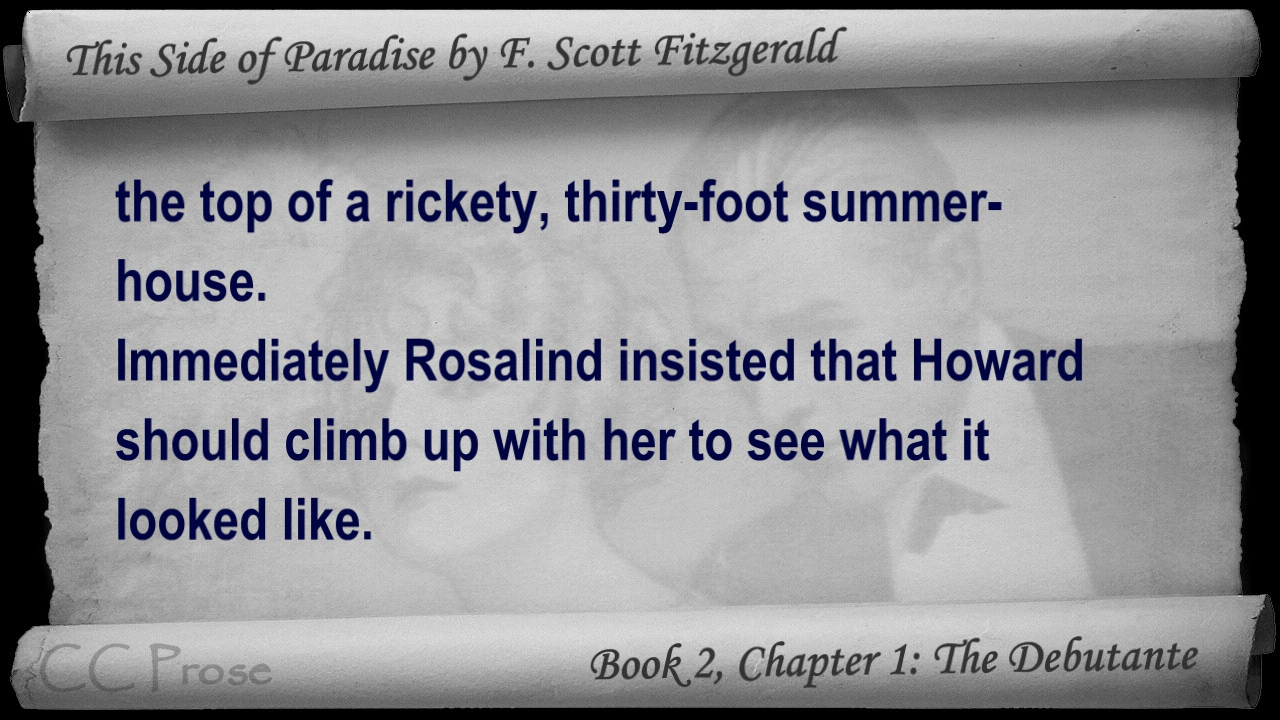 This Side of Paradise by F. Scott Fitzgerald
the top of a rickety, thirty-foot summer-
house.
Immediately Rosalind insisted that Howard
should climb up with her to see what it
looked like.
CC Prose
Book 2, Chapter 1: The Debutante